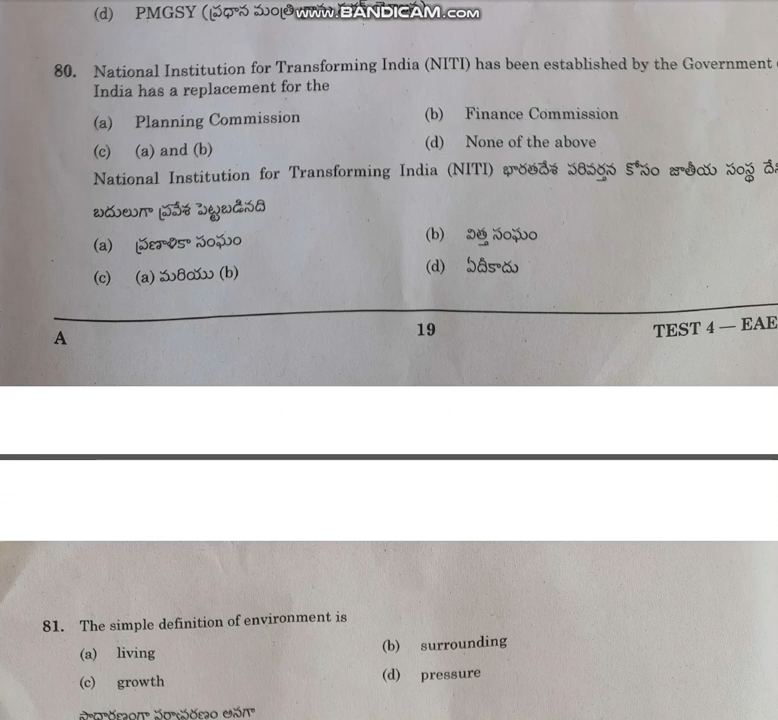 (d) PMGSY (ప్రధాన
www.BANDICAM.com
80. National Institution for Transforming India (NITI) has been established by the Government
India has a replacement for the
(a) Planning Commission (b) Finance Commission
(c) (a) and (b) (d) None of the above
National Institution for Transforming India (NITI) భారతదేశ పరివర్తన కోసం జాతీయ సంస్థ
బదులుగా ప్రవేశ పెట్టబడినది
(a) ప్రణాళికా సంఘం (b) విత్త సంఘం
(c) (a) మరియు (b) (d) ఏదీకాదు
A 19 TEST 4 — EAE
81. The simple definition of environment is
(a) living (b) surrounding
(c) growth (d) pressure
సాధారణంగా పర్యావరణం అనగా